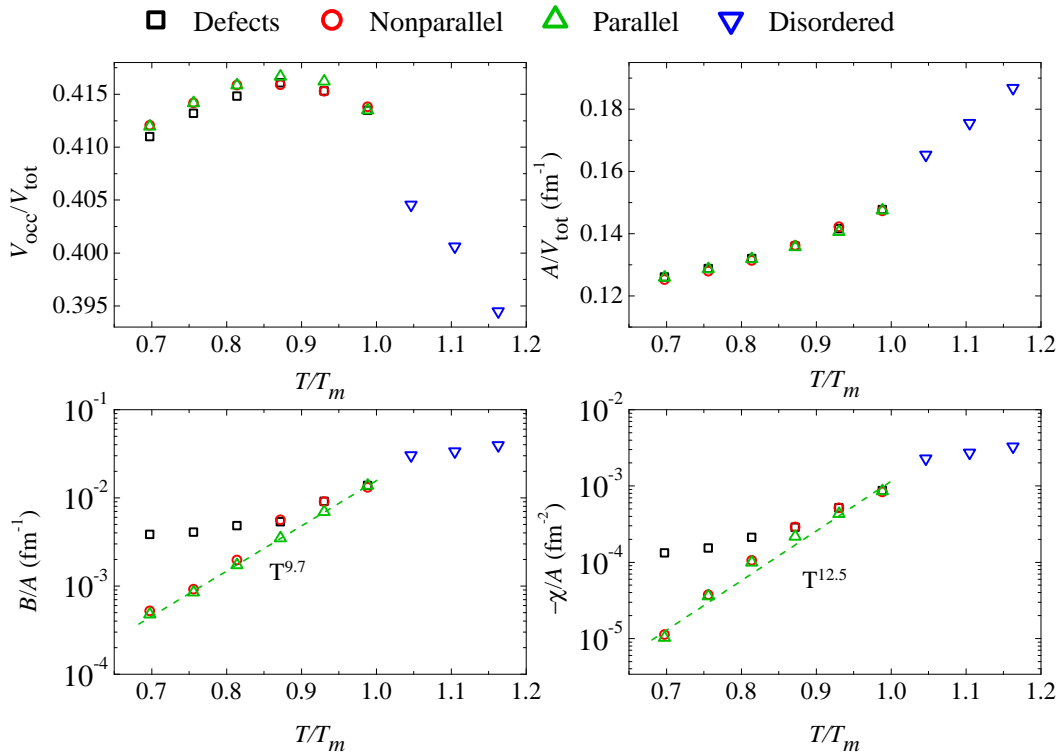 Defects Nonparallel Parallel Disordered
V_occ/V_tot
0.415
0.410
0.405
0.400
0.395
0.7 0.8 0.9 1.0 1.1 1.2
T/T_m
A/V_tot (fm^-1)
0.18
0.16
0.14
0.12
0.7 0.8 0.9 1.0 1.1 1.2
T/T_m
B/A (fm^-1)
10^-1
10^-2
10^-3
10^-4
T^9.7
0.7 0.8 0.9 1.0 1.1 1.2
T/T_m
−χ/A (fm^-2)
10^-2
10^-3
10^-4
10^-5
T^12.5
0.7 0.8 0.9 1.0 1.1 1.2
T/T_m